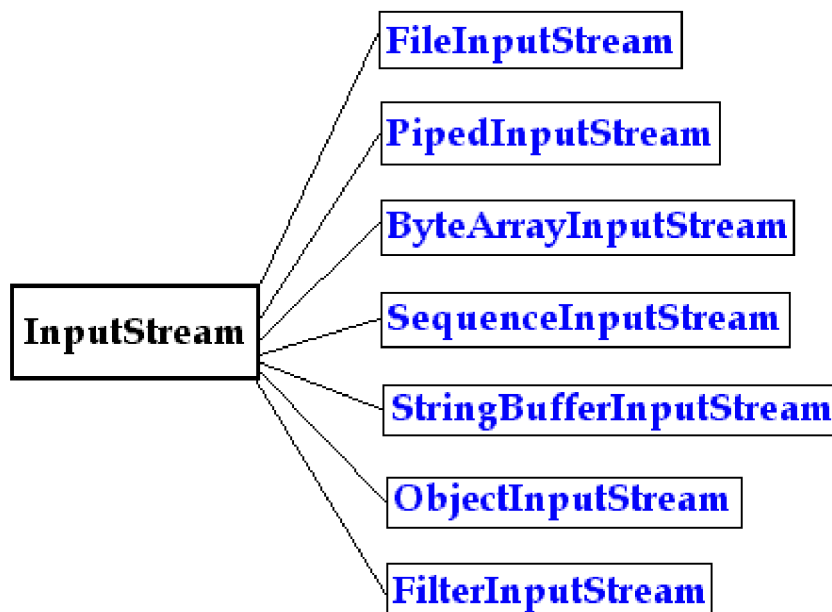 FileInputStream
PipedInputStream
ByteArrayInputStream
InputStream
SequenceInputStream
StringBufferInputStream
ObjectInputStream
FilterInputStream